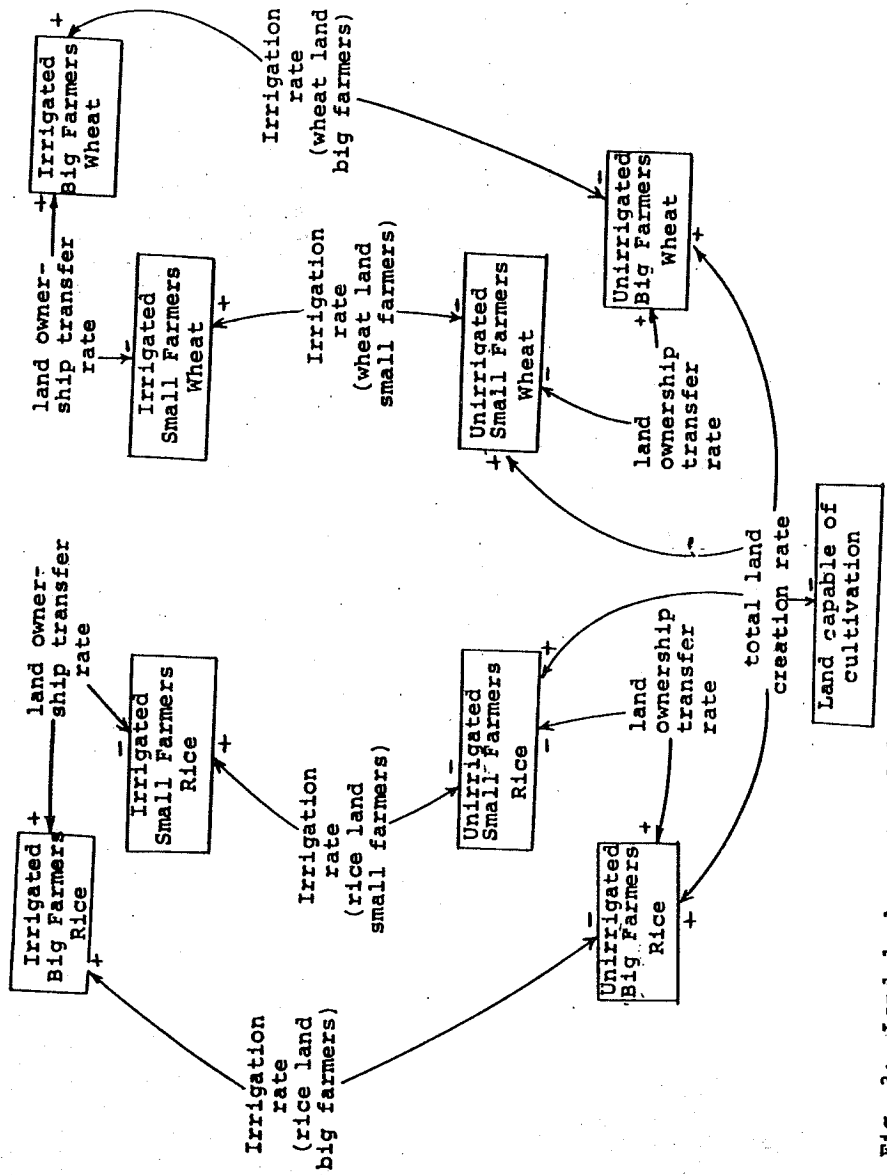 Irrigated
Big Farmers
Rice
+
+
land owner-
ship transfer
rate
-
Irrigated
Small Farmers
Rice
+
land owner-
ship transfer
rate
-
Irrigated
Small Farmers
Wheat
+
+
+
Irrigated
Big Farmers
Wheat
Irrigation
rate
(rice land
big farmers)
Irrigation
rate
(rice land
small farmers)
Irrigation
rate
(wheat land
small farmers)
Irrigation
rate
(wheat land
big farmers)
-
Unirrigated
Big Farmers
Rice
+
+
-
Unirrigated
Small Farmers
Rice
-
+
-
Unirrigated
Small Farmers
Wheat
+
-
-
Unirrigated
Big Farmers
Wheat
+
+
land
ownership
transfer
rate
land
ownership
transfer
rate
-
total land
creation rate
-
Land capable of
cultivation
Fig.
Land